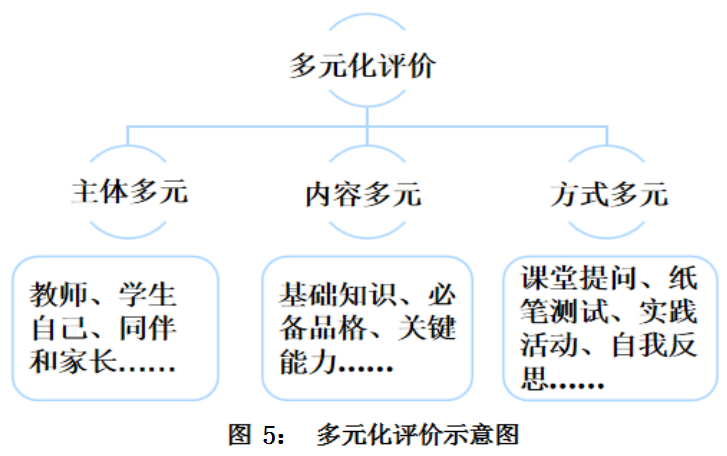 多元化评价
主体多元
内容多元
方式多元
教师、学生
自己、同伴
和家长……
基础知识、必
备品格、关键
能力……
课堂提问、纸
笔测试、实践
活动、自我反
思……
图 5： 多元化评价示意图